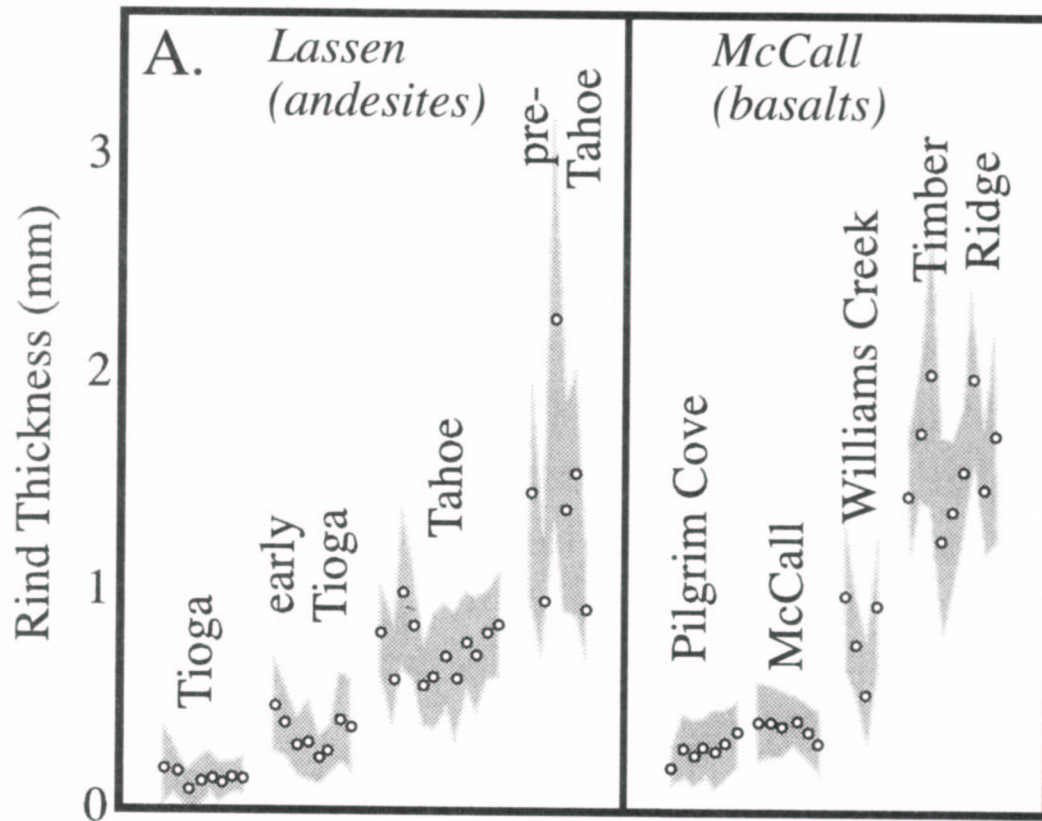 A.
Lassen
(andesites)
McCall
(basalts)
Rind Thickness (mm)
3
2
1
0
Tioga
early
Tioga
Tahoe
pre-
Tahoe
Pilgrim Cove
McCall
Williams Creek
Timber
Ridge